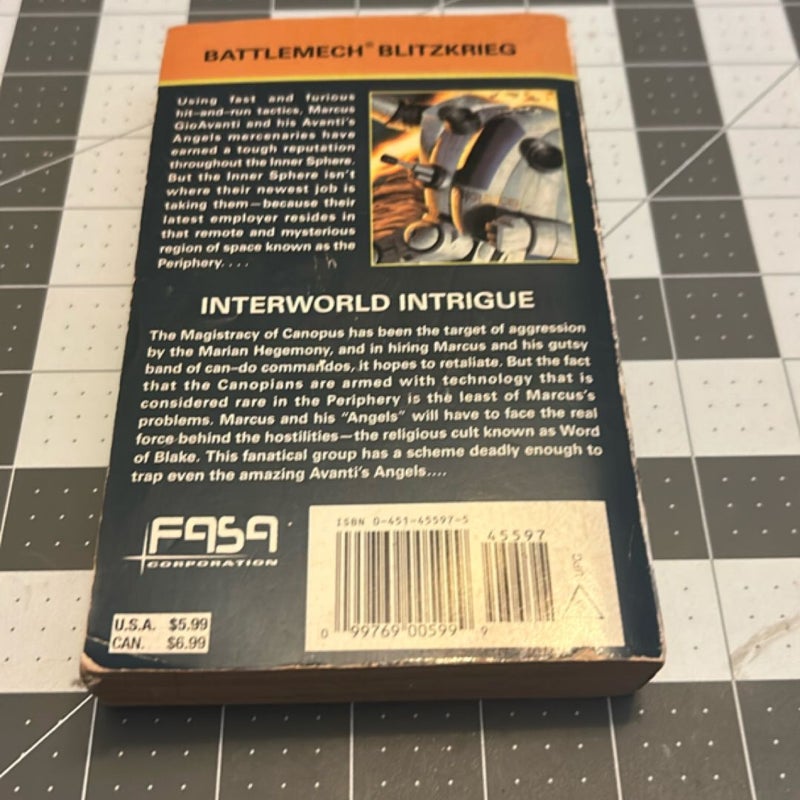 BATTLEMECH® BLITZKRIEG
Using fast and furious
hit-and-run tactics, Marcus
GioAvanti and his Avanti's
Angels mercenaries have
earned a tough reputation
throughout the Inner Sphere.
But the Inner Sphere isn't
where their newest job is
taking them—because their
latest employer resides in
that remote and mysterious
region of space known as the
Periphery. . . .
INTERWORLD INTRIGUE
The Magistracy of Canopus has been the target of aggression
by the Marian Hegemony, and in hiring Marcus and his gutsy
band of can-do commandos, it hopes to retaliate. But the fact
that the Canopians are armed with technology that is
considered rare in the Periphery is the least of Marcus's
problems. Marcus and his "Angels" will have to face the real
force behind the hostilities—the religious cult known as Word
of Blake. This fanatical group has a scheme deadly enough to
trap even the amazing Avanti's Angels....
FASA
CORPORATION
ISBN 0-451-45597-5
45597
0 99769 00599 9
U.S.A. $5.99
CAN. $6.99